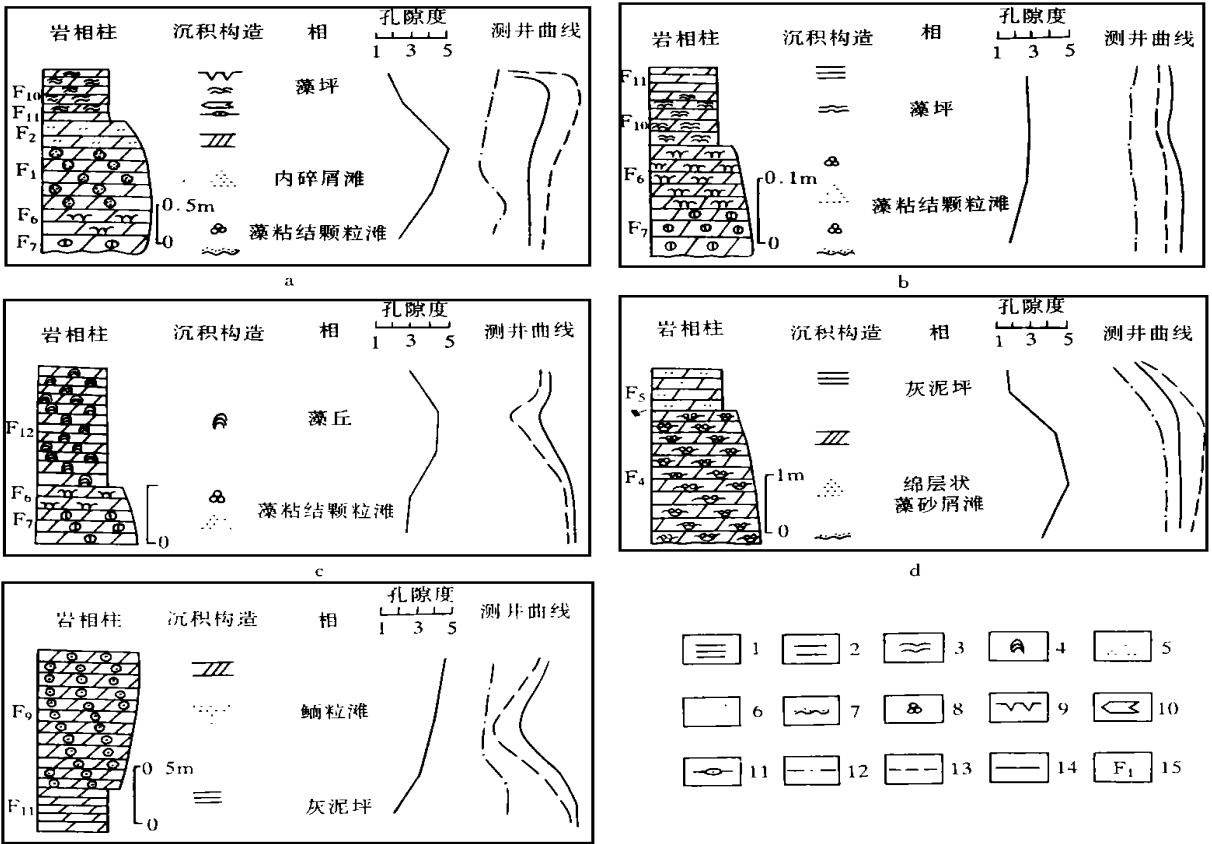 岩相柱 沉积构造 相 孔隙度 测井曲线
1 3 5
F10
F11
F2
F1
F6
F7
藻坪
内碎屑滩
藻粘结颗粒滩
0.5m
0
a
岩相柱 沉积构造 相 孔隙度 测井曲线
1 3 5
F11
F10
F6
F7
藻坪
藻粘结颗粒滩
0.1m
0
b
岩相柱 沉积构造 相 孔隙度 测井曲线
1 3 5
F12
F6
F7
藻丘
藻粘结颗粒滩
0
c
岩相柱 沉积构造 相 孔隙度 测井曲线
1 3 5
F5
F4
灰泥坪
绵层状
藻砂屑滩
1m
0
d
岩相柱 沉积构造 相 孔隙度 测井曲线
1 3 5
F9
F11
鲕粒滩
灰泥坪
0 5m
0
1 2 3 4 5
6 7 8 9 10
11 12 13 14 F1 15